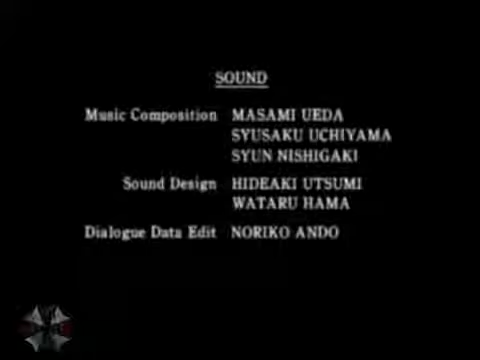 SOUND
Music Composition MASAMI UEDA
SYUSAKU UCHIYAMA
SYUN NISHIGAKI
Sound Design HIDEAKI UTSUMI
WATARU HAMA
Dialogue Data Edit NORIKO ANDO